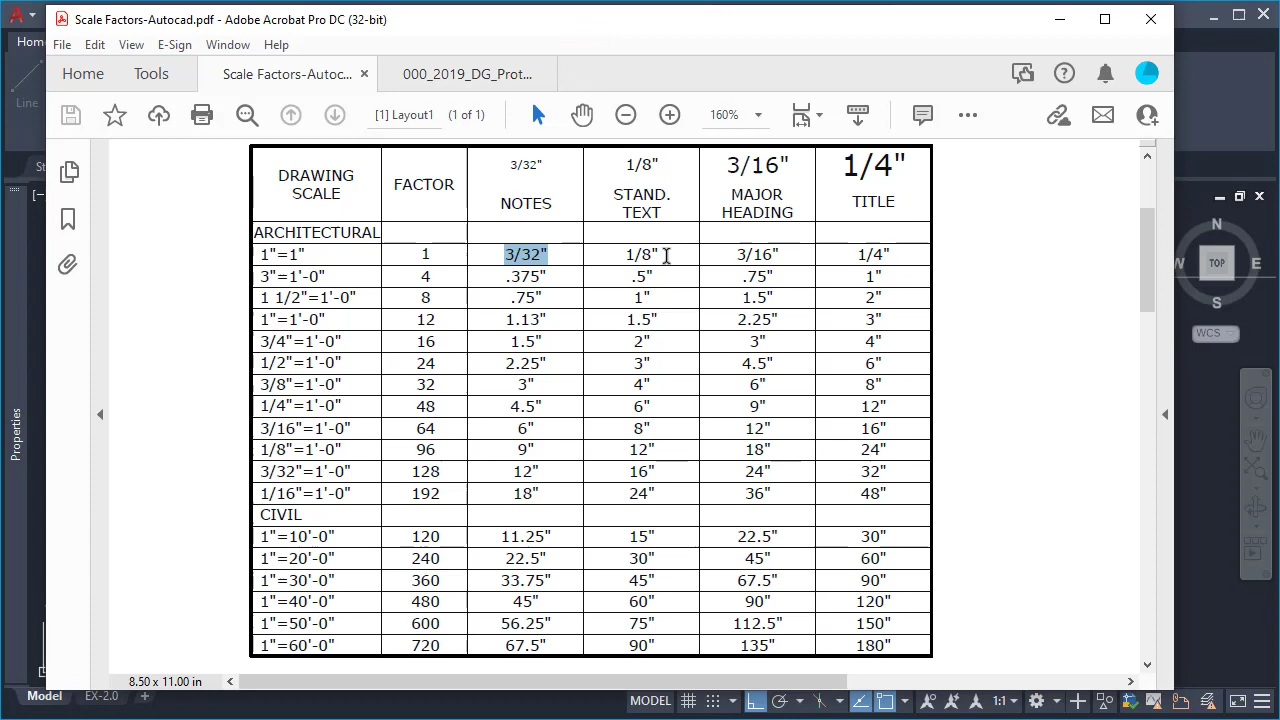 Scale Factors-Autocad.pdf - Adobe Acrobat Pro DC (32-bit)
Hom
File Edit View E-Sign Window Help
Home Tools Scale Factors-Autoc... × 000_2019_DG_Prot...
Line
[1] Layout1 (1 of 1) 160%
DRAWING SCALE FACTOR 3/32" NOTES 1/8" STAND. TEXT 3/16" MAJOR HEADING 1/4" TITLE
ARCHITECTURAL
1"=1" 1 3/32" 1/8" 3/16" 1/4"
3"=1'-0" 4 .375" .5" .75" 1"
1 1/2"=1'-0" 8 .75" 1" 1.5" 2"
1"=1'-0" 12 1.13" 1.5" 2.25" 3"
3/4"=1'-0" 16 1.5" 2" 3" 4"
1/2"=1'-0" 24 2.25" 3" 4.5" 6"
3/8"=1'-0" 32 3" 4" 6" 8"
1/4"=1'-0" 48 4.5" 6" 9" 12"
3/16"=1'-0" 64 6" 8" 12" 16"
1/8"=1'-0" 96 9" 12" 18" 24"
3/32"=1'-0" 128 12" 16" 24" 32"
1/16"=1'-0" 192 18" 24" 36" 48"
CIVIL
1"=10'-0" 120 11.25" 15" 22.5" 30"
1"=20'-0" 240 22.5" 30" 45" 60"
1"=30'-0" 360 33.75" 45" 67.5" 90"
1"=40'-0" 480 45" 60" 90" 120"
1"=50'-0" 600 56.25" 75" 112.5" 150"
1"=60'-0" 720 67.5" 90" 135" 180"
8.50 x 11.00 in
St
[−]
Properties
N
W TOP E
S
WCS
Model EX-2.0 +
MODEL 1:1